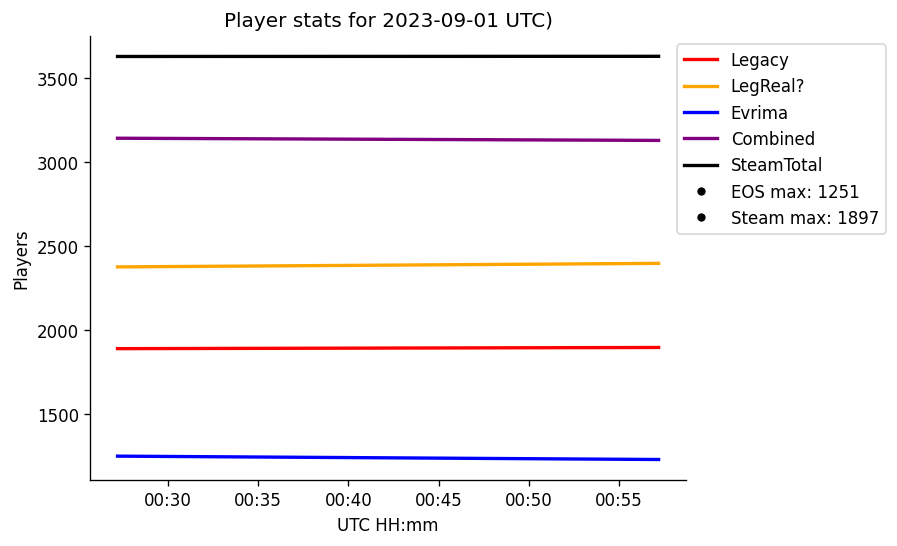 Player stats for 2023-09-01 UTC)
Legacy
LegReal?
Evrima
Combined
SteamTotal
EOS max: 1251
Steam max: 1897
Players
3500
3000
2500
2000
1500
00:30 00:35 00:40 00:45 00:50 00:55
UTC HH:mm